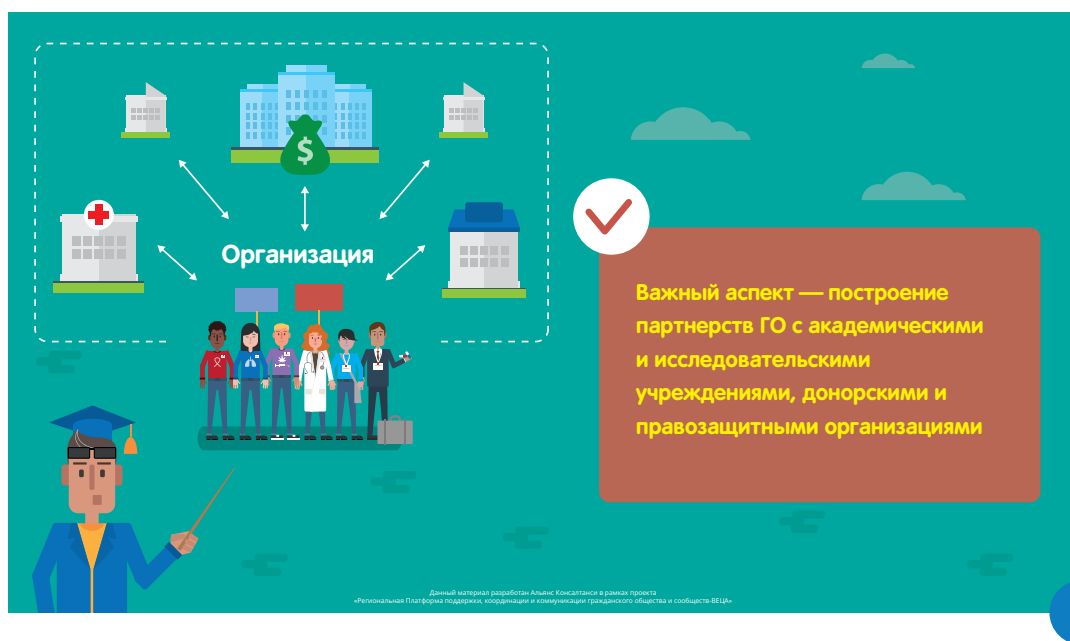 $
Организация
Важный аспект — построение
партнерств ГО с академическими
и исследовательскими
учреждениями, донорскими и
правозащитными организациями
Данный материал разработан Альянс Консалтанси в рамках проекта
«Региональная Платформа поддержки, координации и коммуникации гражданского общества и сообществ-ВЕЦА»